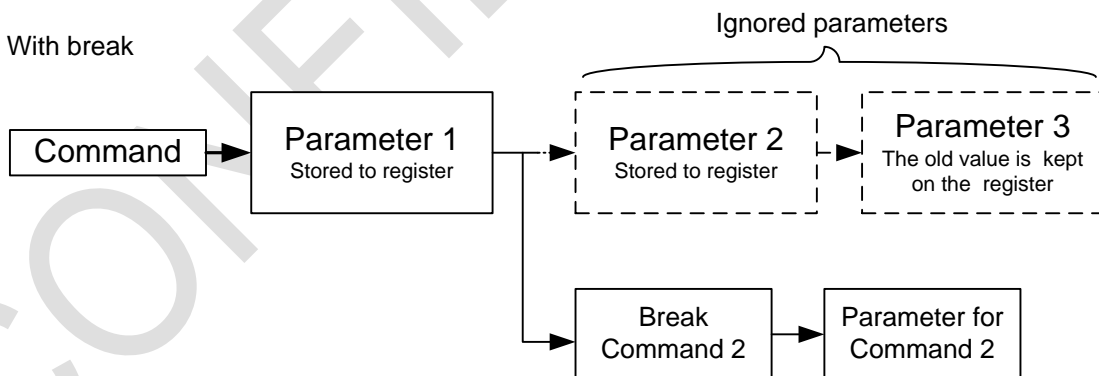 Ignored parameters
With break
Command
Parameter 1
Stored to register
Parameter 2
Stored to register
Parameter 3
The old value is kept
on the register
Break
Command 2
Parameter for
Command 2
CONFI